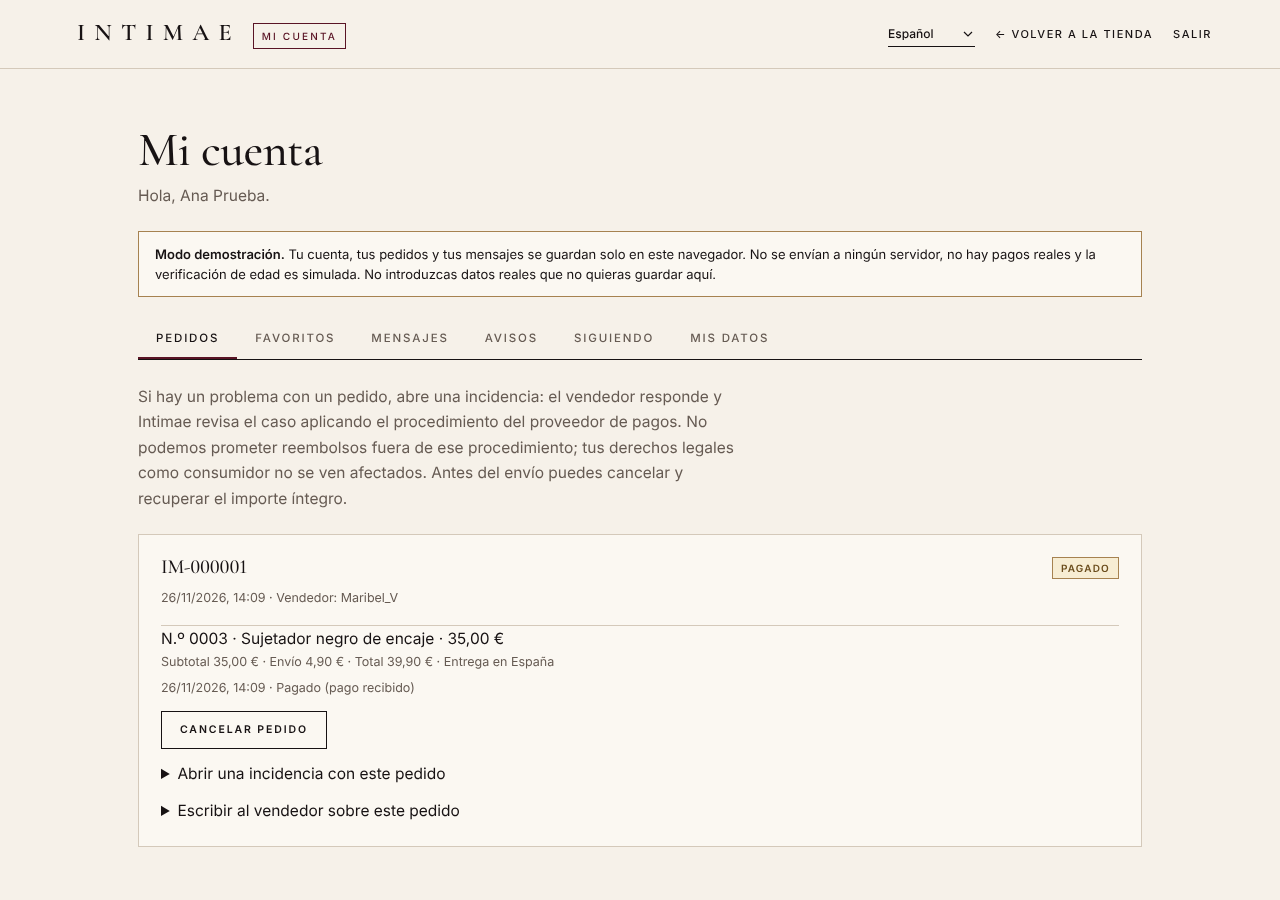 INTIMAE MI CUENTA Español ← VOLVER A LA TIENDA SALIR
Mi cuenta
Hola, Ana Prueba.
Modo demostración. Tu cuenta, tus pedidos y tus mensajes se guardan solo en este navegador. No se envían a ningún servidor, no hay pagos reales y la
verificación de edad es simulada. No introduzcas datos reales que no quieras guardar aquí.
PEDIDOS FAVORITOS MENSAJES AVISOS SIGUIENDO MIS DATOS
Si hay un problema con un pedido, abre una incidencia: el vendedor responde y
Intimae revisa el caso aplicando el procedimiento del proveedor de pagos. No
podemos prometer reembolsos fuera de ese procedimiento; tus derechos legales
como consumidor no se ven afectados. Antes del envío puedes cancelar y
recuperar el importe íntegro.
IM-000001 PAGADO
26/11/2026, 14:09 · Vendedor: Maribel_V
N.º 0003 · Sujetador negro de encaje · 35,00 €
Subtotal 35,00 € · Envío 4,90 € · Total 39,90 € · Entrega en España
26/11/2026, 14:09 · Pagado (pago recibido)
CANCELAR PEDIDO
Abrir una incidencia con este pedido
Escribir al vendedor sobre este pedido